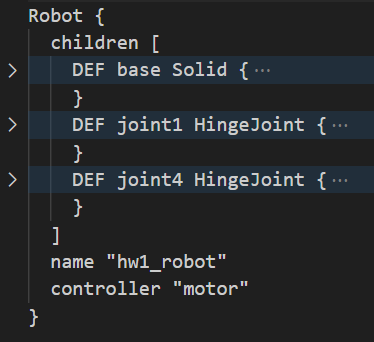 Robot {
  children [
    DEF base Solid {···
    }
    DEF joint1 HingeJoint {···
    }
    DEF joint4 HingeJoint {···
    }
  ]
  name "hw1_robot"
  controller "motor"
}